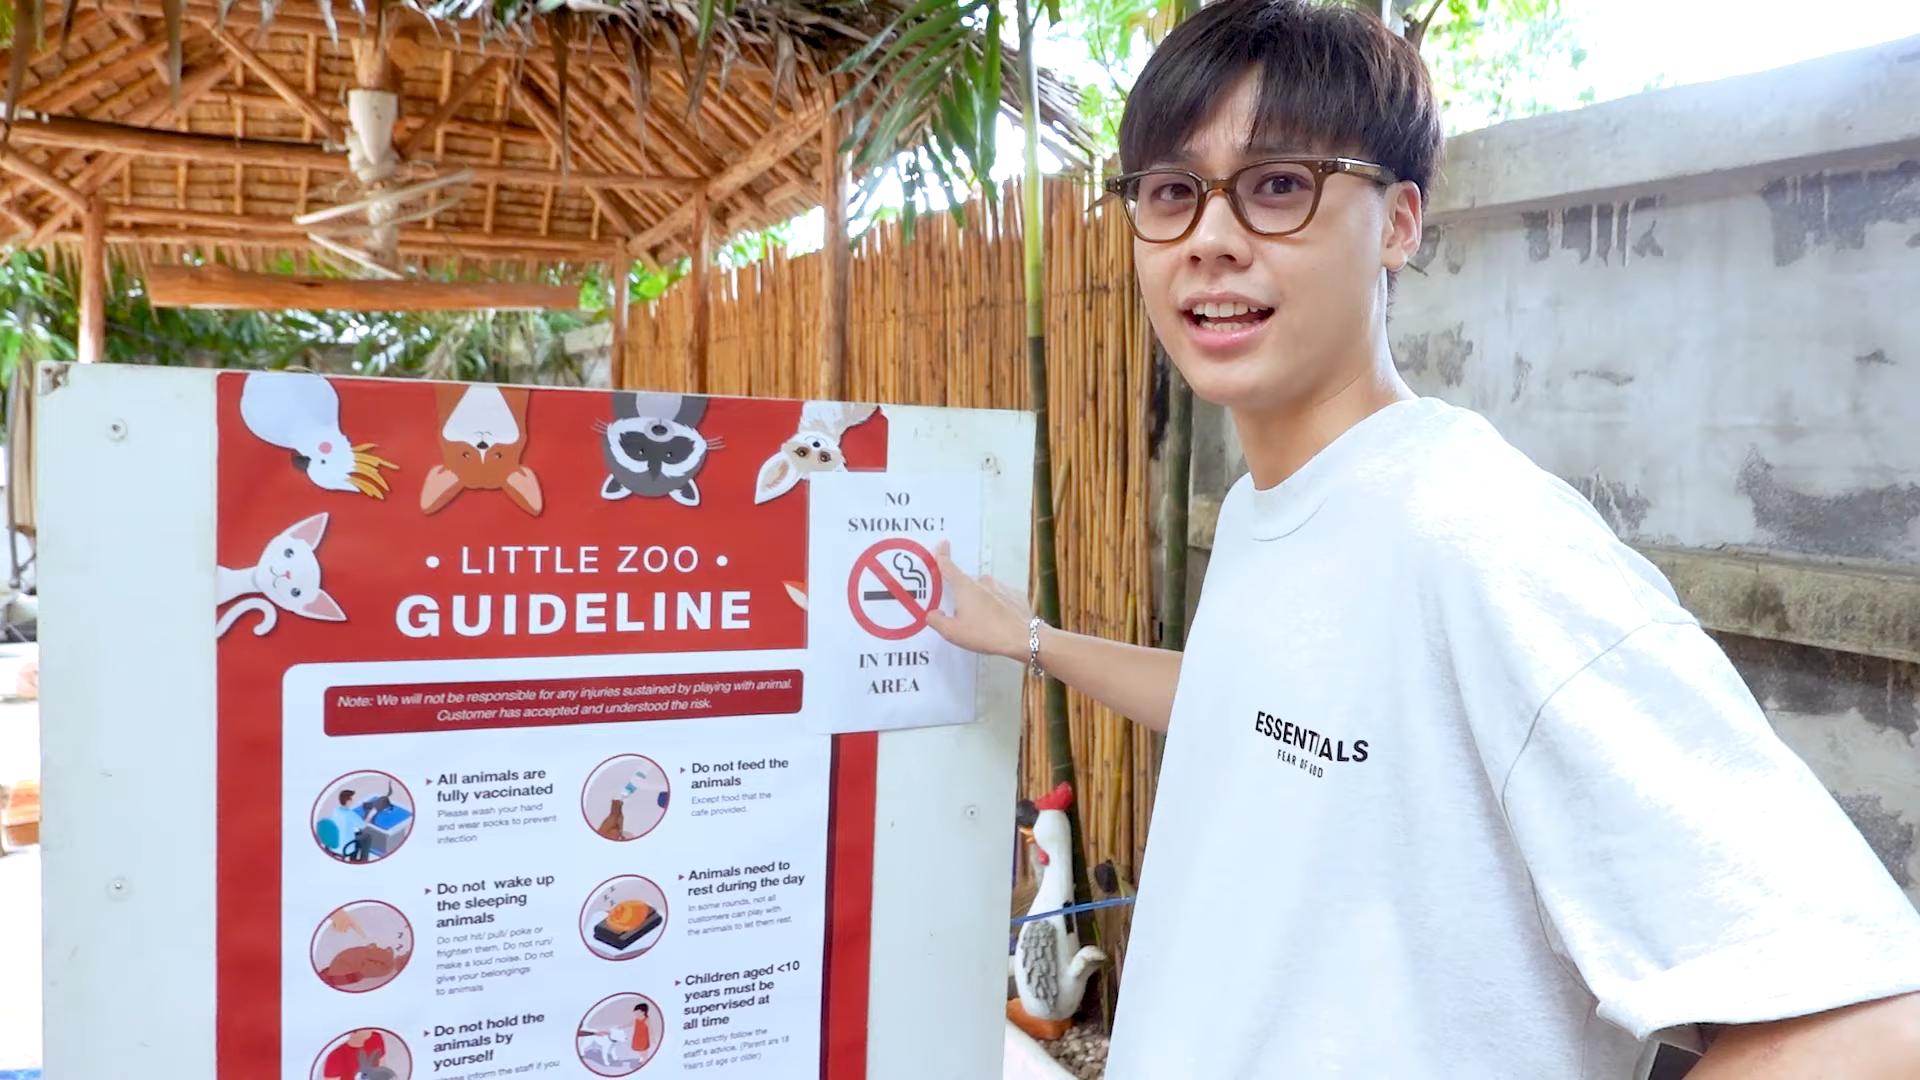 • LITTLE ZOO •
GUIDELINE
Note: We will not be responsible for any injuries sustained by playing with animal.
Customer has accepted and understood the risk.
NO
SMOKING !
IN THIS
AREA
All animals are
fully vaccinated
Please wash your hand
and wear socks to prevent
infection
Do not wake up
the sleeping
animals
Do not hit/ pull/ poke or
frighten them. Do not run/
make a loud noise. Do not
give your belongings
to animals
Do not hold the
animals by
yourself
inform the staff if you
Do not feed the
animals
Except food that the
cafe provided.
Animals need to
rest during the day
In some rounds, not all
customers can play with
the animals to let them rest.
Children aged <10
years must be
supervised at
all time
And strictly follow the
staff's advice. (Parent are 18
Years of age or older)
ESSENTIALS
FEAR OF GOD